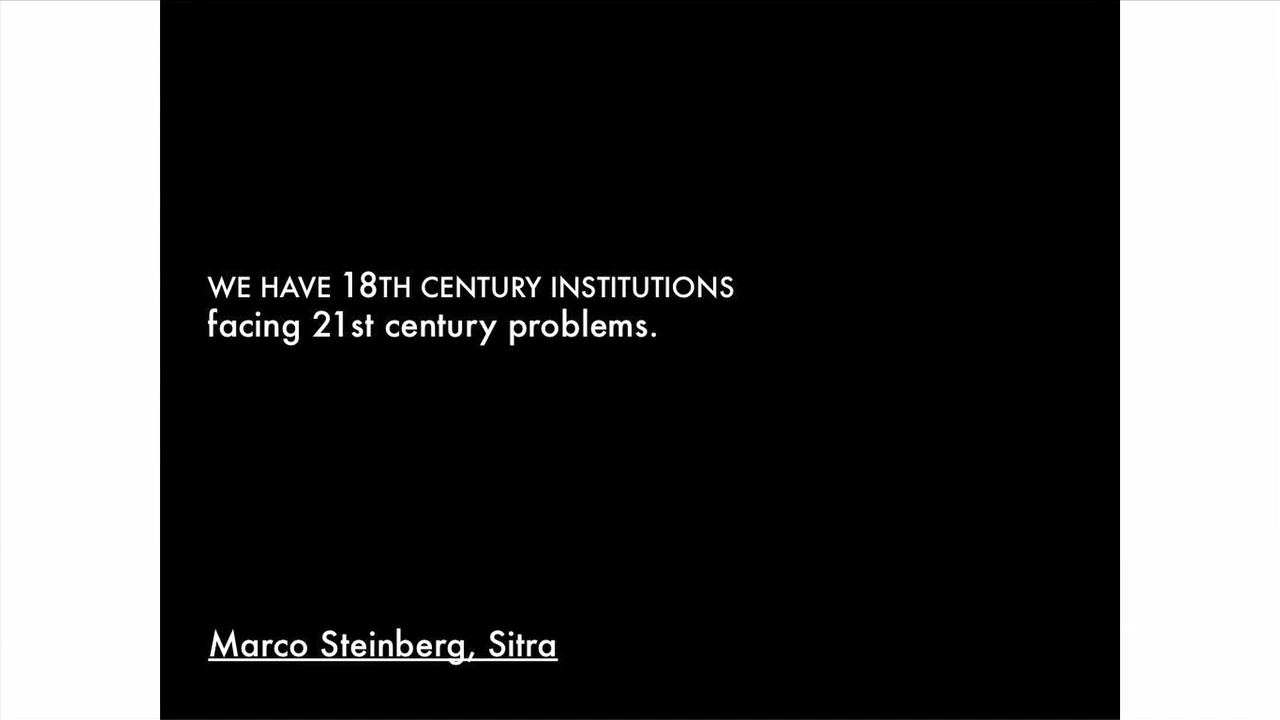 WE HAVE 18TH CENTURY INSTITUTIONS
facing 21st century problems.
Marco Steinberg, Sitra